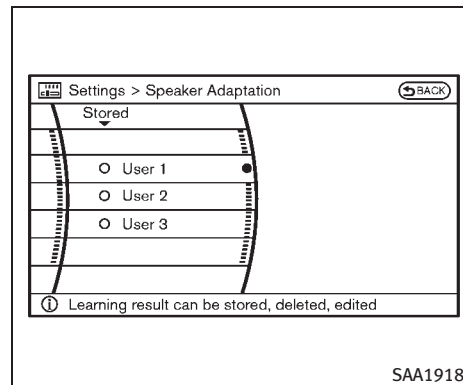 Settings > Speaker Adaptation
BACK
Stored
User 1
User 2
User 3
Learning result can be stored, deleted, edited
SAA1918